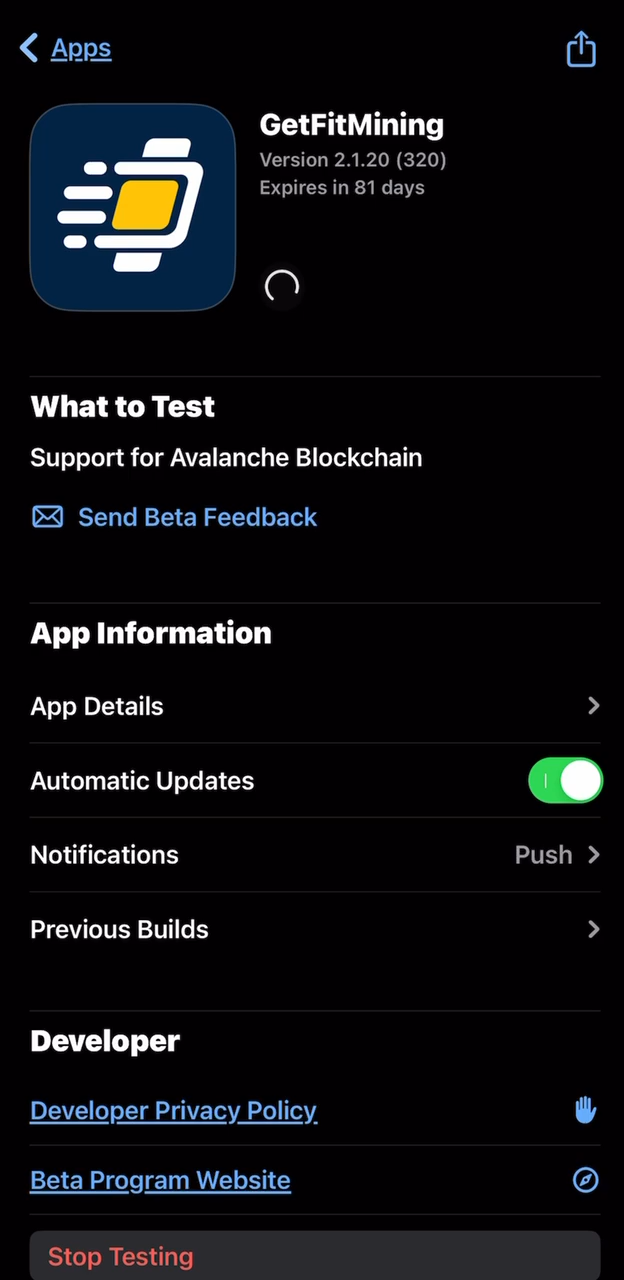 Apps
GetFitMining
Version 2.1.20 (320)
Expires in 81 days
What to Test
Support for Avalanche Blockchain
Send Beta Feedback
App Information
App Details
Automatic Updates
Notifications Push
Previous Builds
Developer
Developer Privacy Policy
Beta Program Website
Stop Testing